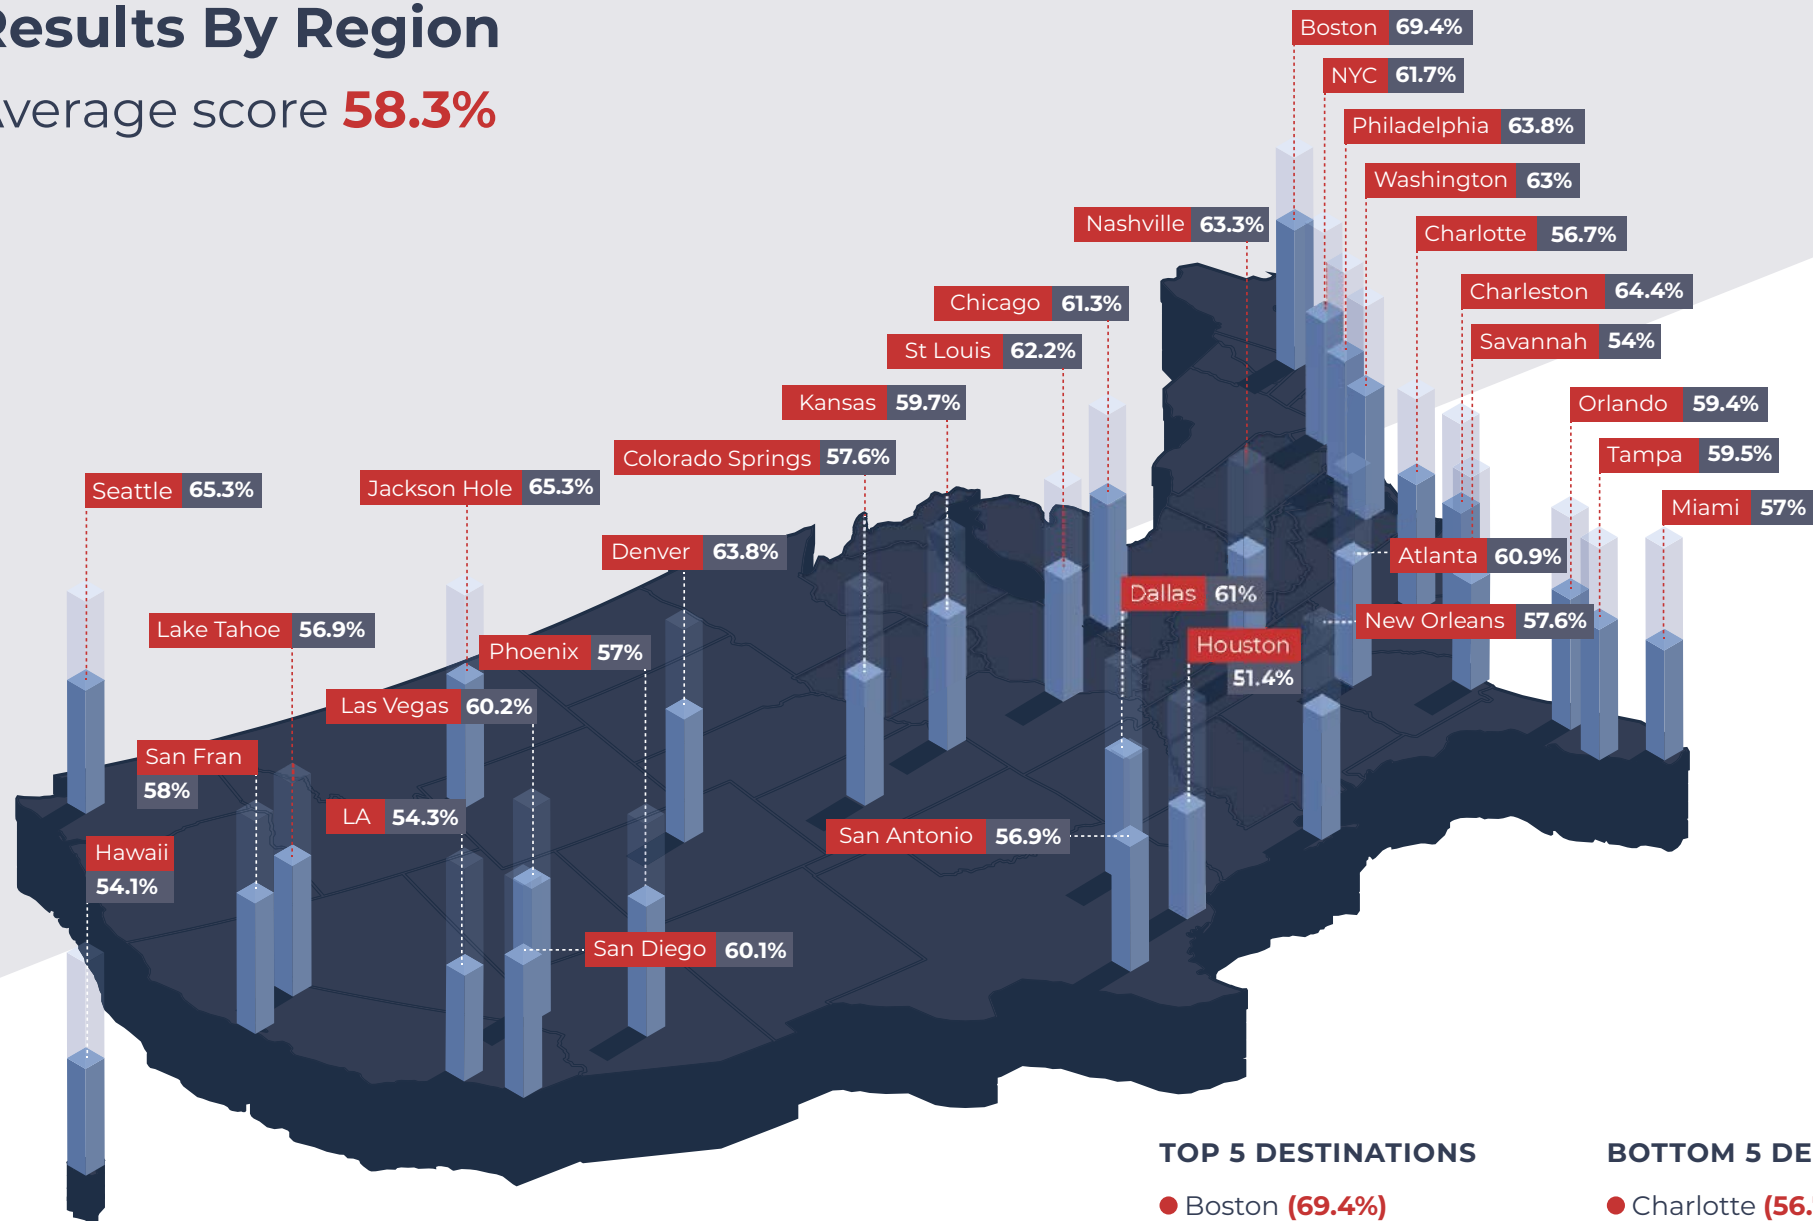 Results By Region
Average score 58.3%
Boston 69.4%
NYC 61.7%
Philadelphia 63.8%
Washington 63%
Nashville 63.3%
Charlotte 56.7%
Chicago 61.3%
Charleston 64.4%
St Louis 62.2%
Savannah 54%
Kansas 59.7%
Orlando 59.4%
Colorado Springs 57.6%
Tampa 59.5%
Seattle 65.3%
Jackson Hole 65.3%
Miami 57%
Denver 63.8%
Atlanta 60.9%
Dallas 61%
Lake Tahoe 56.9%
New Orleans 57.6%
Phoenix 57%
Houston
51.4%
Las Vegas 60.2%
San Fran
58%
LA 54.3%
San Antonio 56.9%
Hawaii
54.1%
San Diego 60.1%
TOP 5 DESTINATIONS
Boston (69.4%)
BOTTOM 5 DE
Charlotte (56.